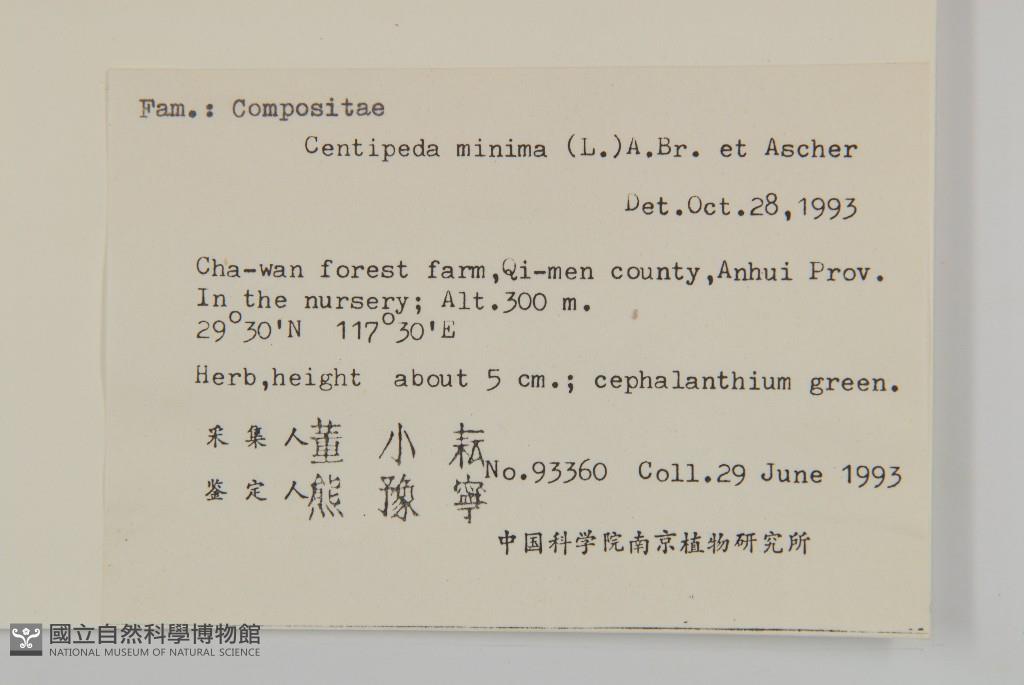 Fam.: Compositae
Centipeda minima (L.)A.Br. et Ascher
Det.Oct.28,1993
Cha-wan forest farm,Qi-men county,Anhui Prov.
In the nursery; Alt.300 m.
29°30'N 117°30'E
Herb,height about 5 cm.; cephalanthium green.
采集人董小耘
No.93360 Coll.29 June 1993
鉴定人熊豫寧
中国科学院南京植物研究所
國立自然科學博物館
NATIONAL MUSEUM OF NATURAL SCIENCE